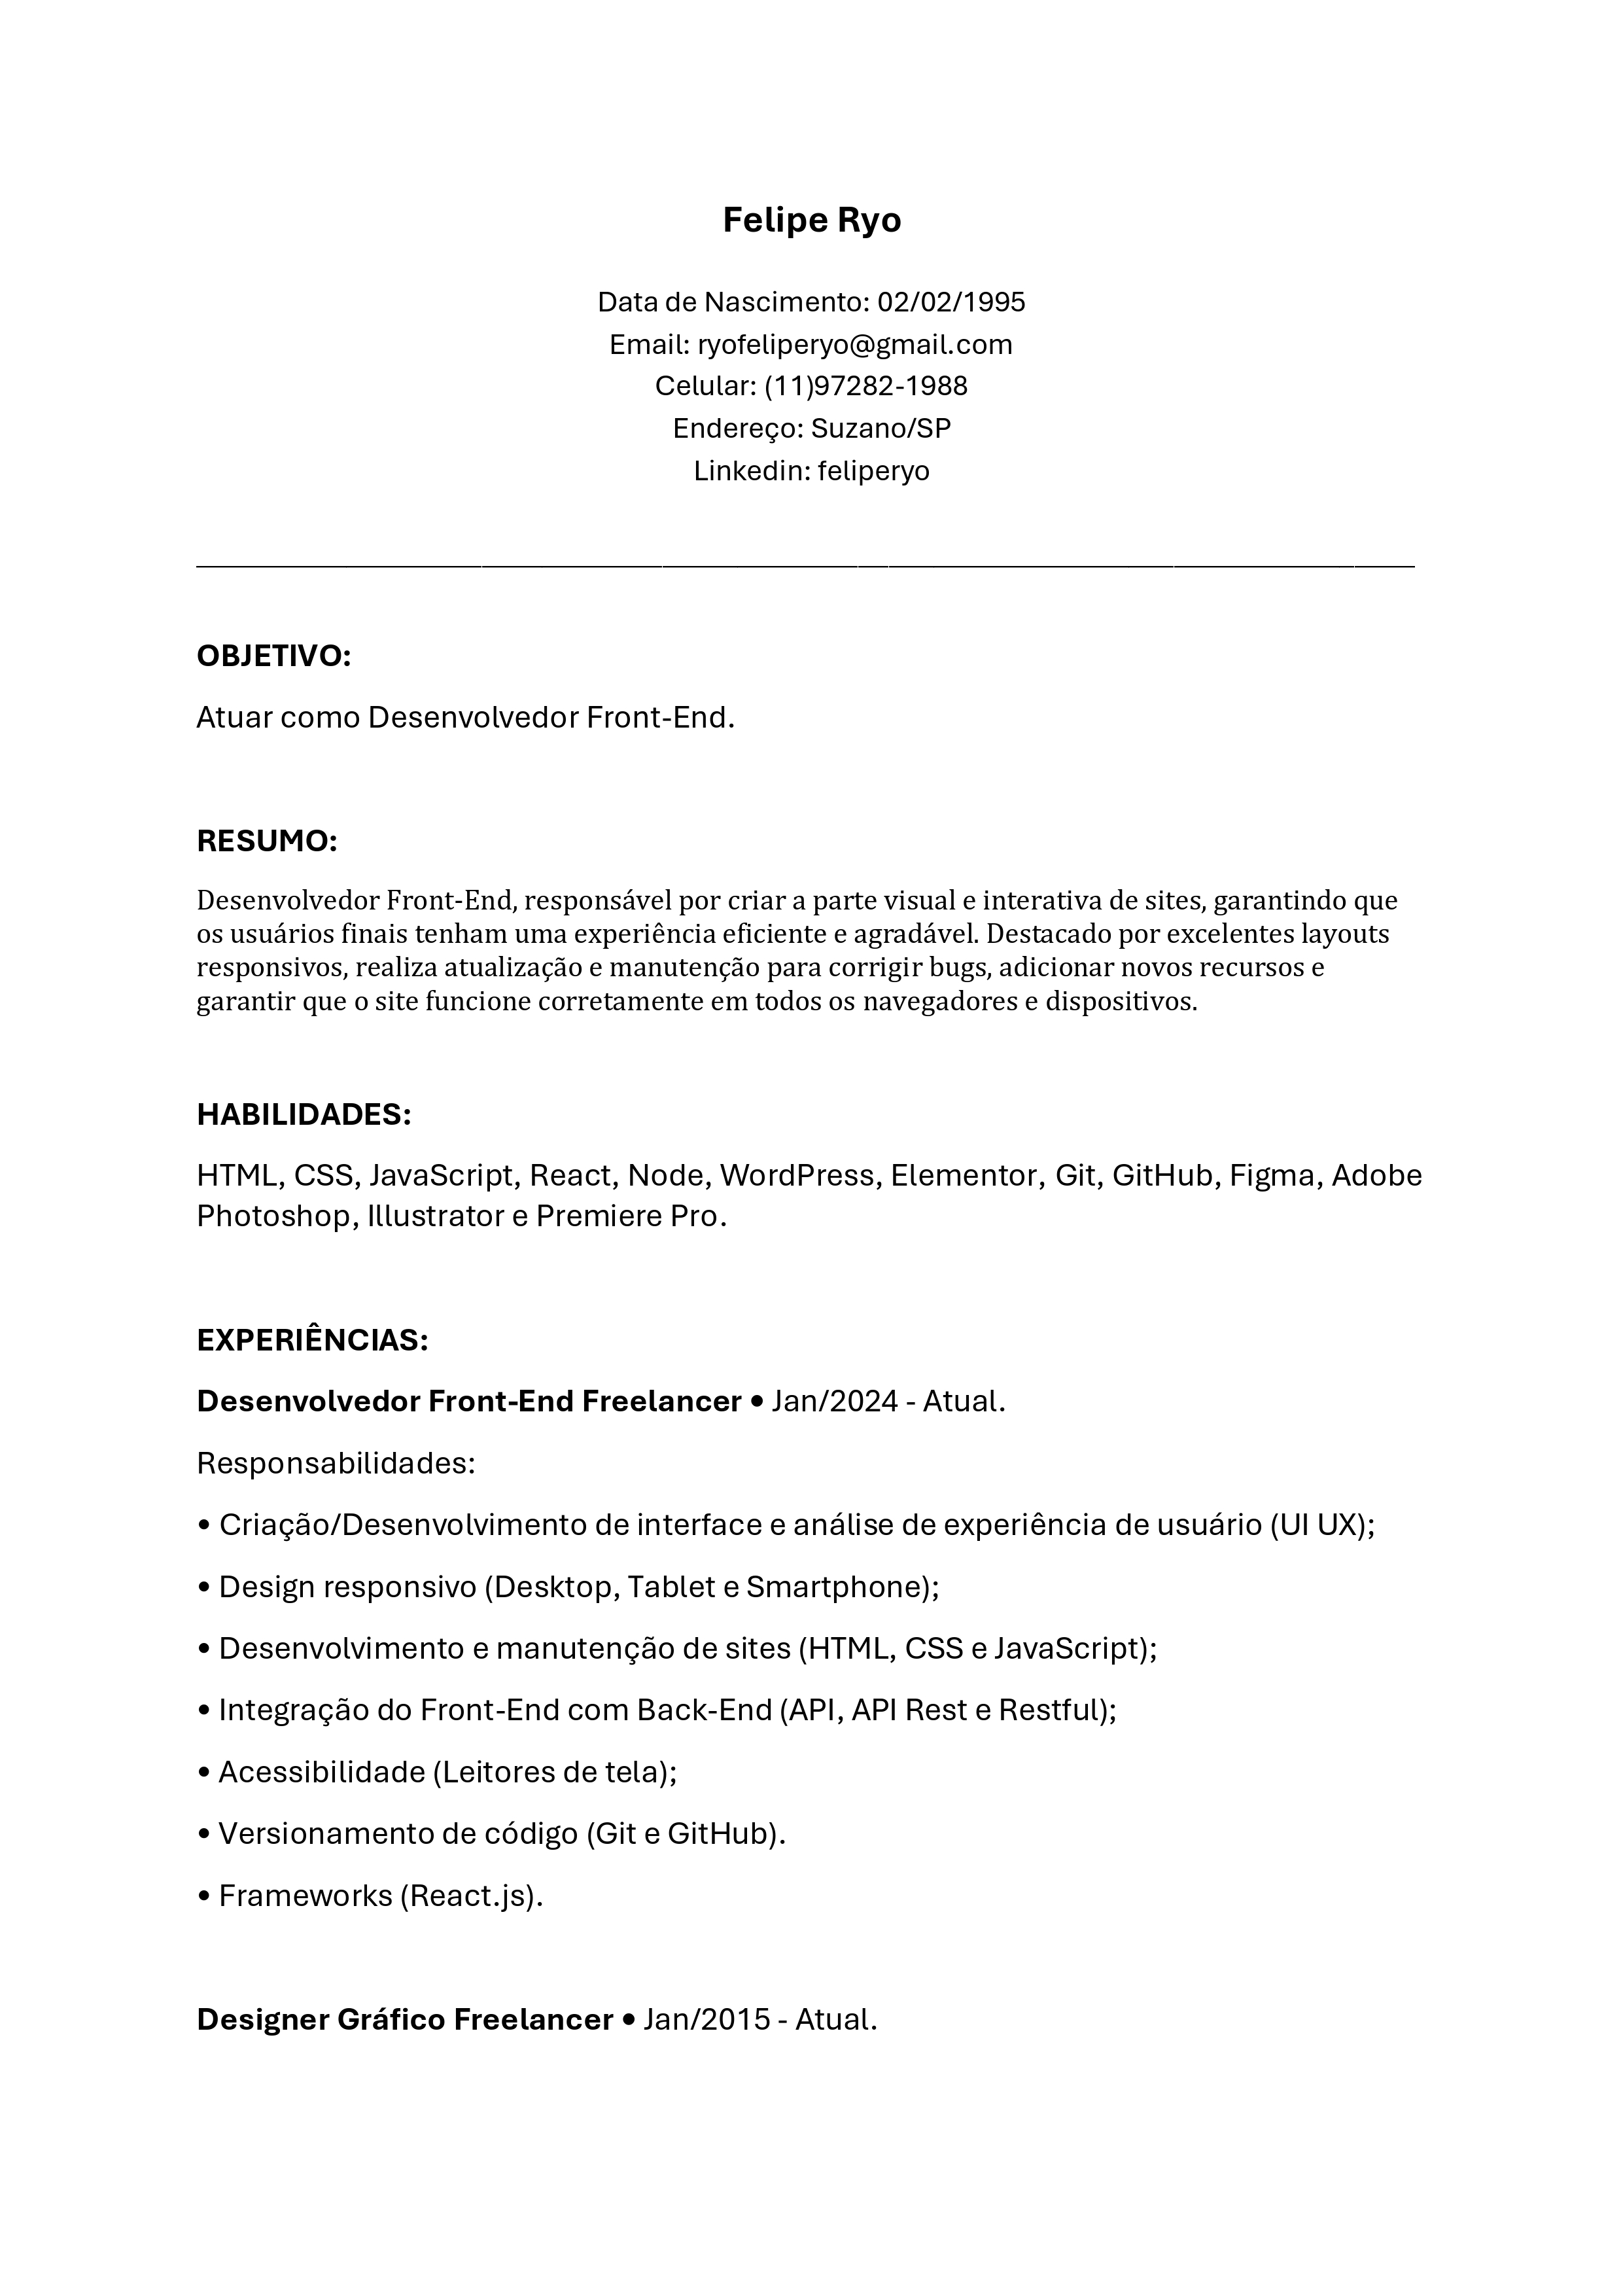 Felipe Ryo
Data de Nascimento: 02/02/1995
Email: ryofeliperyo@gmail.com
Celular: (11)97282-1988
Endereço: Suzano/SP
Linkedin: feliperyo
OBJETIVO:
Atuar como Desenvolvedor Front-End.
RESUMO:
Desenvolvedor Front-End, responsável por criar a parte visual e interativa de sites, garantindo que
os usuários finais tenham uma experiência eficiente e agradável. Destacado por excelentes layouts
responsivos, realiza atualização e manutenção para corrigir bugs, adicionar novos recursos e
garantir que o site funcione corretamente em todos os navegadores e dispositivos.
HABILIDADES:
HTML, CSS, JavaScript, React, Node, WordPress, Elementor, Git, GitHub, Figma, Adobe
Photoshop, Illustrator e Premiere Pro.
EXPERIÊNCIAS:
Desenvolvedor Front-End Freelancer • Jan/2024 - Atual.
Responsabilidades:
• Criação/Desenvolvimento de interface e análise de experiência de usuário (UI UX);
• Design responsivo (Desktop, Tablet e Smartphone);
• Desenvolvimento e manutenção de sites (HTML, CSS e JavaScript);
• Integração do Front-End com Back-End (API, API Rest e Restful);
• Acessibilidade (Leitores de tela);
• Versionamento de código (Git e GitHub).
• Frameworks (React.js).
Designer Gráfico Freelancer • Jan/2015 - Atual.